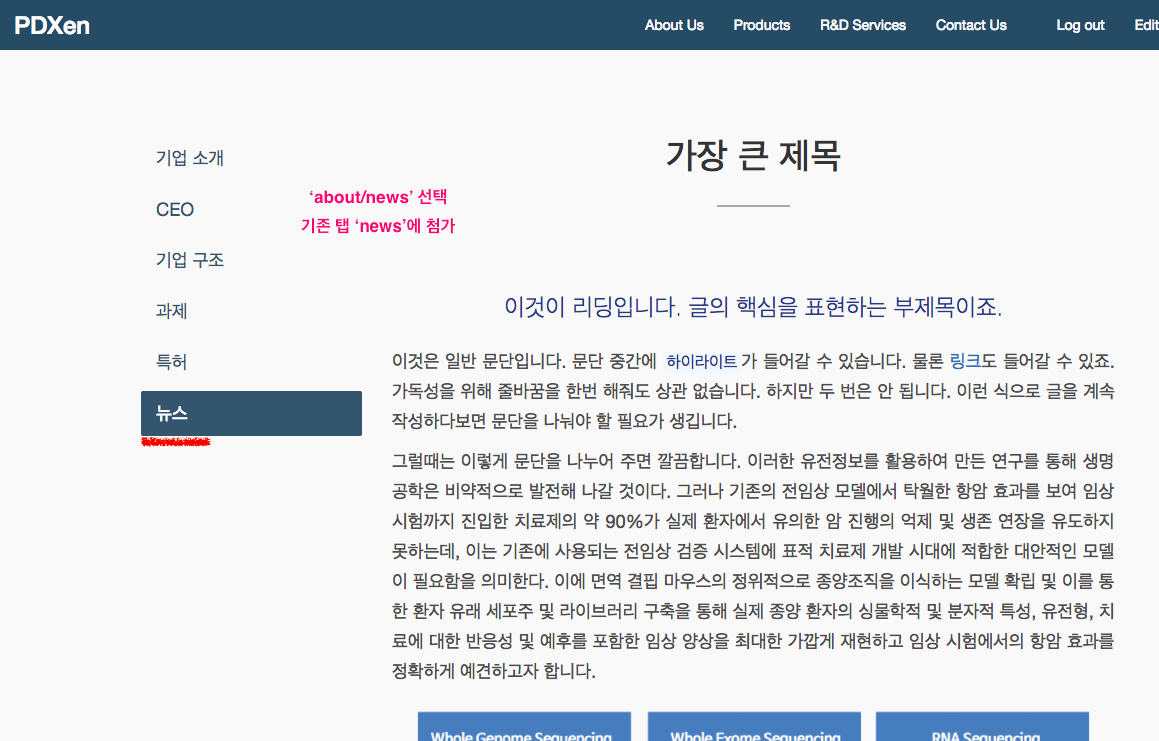 PDXen
About Us Products R&D Services Contact Us Log out Edit
기업 소개
CEO
기업 구조
과제
특허
뉴스
‘about/news’ 선택
기존 탭 ‘news’에 첨가
가장 큰 제목
이것이 리딩입니다. 글의 핵심을 표현하는 부제목이죠.
이것은 일반 문단입니다. 문단 중간에 하이라이트가 들어갈 수 있습니다. 물론 링크도 들어갈 수 있죠.
가독성을 위해 줄바꿈을 한번 해줘도 상관 없습니다. 하지만 두 번은 안 됩니다. 이런 식으로 글을 계속
작성하다보면 문단을 나눠야 할 필요가 생깁니다.
그럴때는 이렇게 문단을 나누어 주면 깔끔합니다. 이러한 유전정보를 활용하여 만든 연구를 통해 생명
공학은 비약적으로 발전해 나갈 것이다. 그러나 기존의 전임상 모델에서 탁월한 항암 효과를 보여 임상
시험까지 진입한 치료제의 약 90%가 실제 환자에서 유의한 암 진행의 억제 및 생존 연장을 유도하지
못하는데, 이는 기존에 사용되는 전임상 검증 시스템에 표적 치료제 개발 시대에 적합한 대안적인 모델
이 필요함을 의미한다. 이에 면역 결핍 마우스의 정위적으로 종양조직을 이식하는 모델 확립 및 이를 통
한 환자 유래 세포주 및 라이브러리 구축을 통해 실제 종양 환자의 싱물학적 및 분자적 특성, 유전형, 치
료에 대한 반응성 및 예후를 포함한 임상 양상을 최대한 가깝게 재현하고 임상 시험에서의 항암 효과를
정확하게 예견하고자 합니다.
Whole Genome Sequencing Whole Exome Sequencing RNA Sequencing